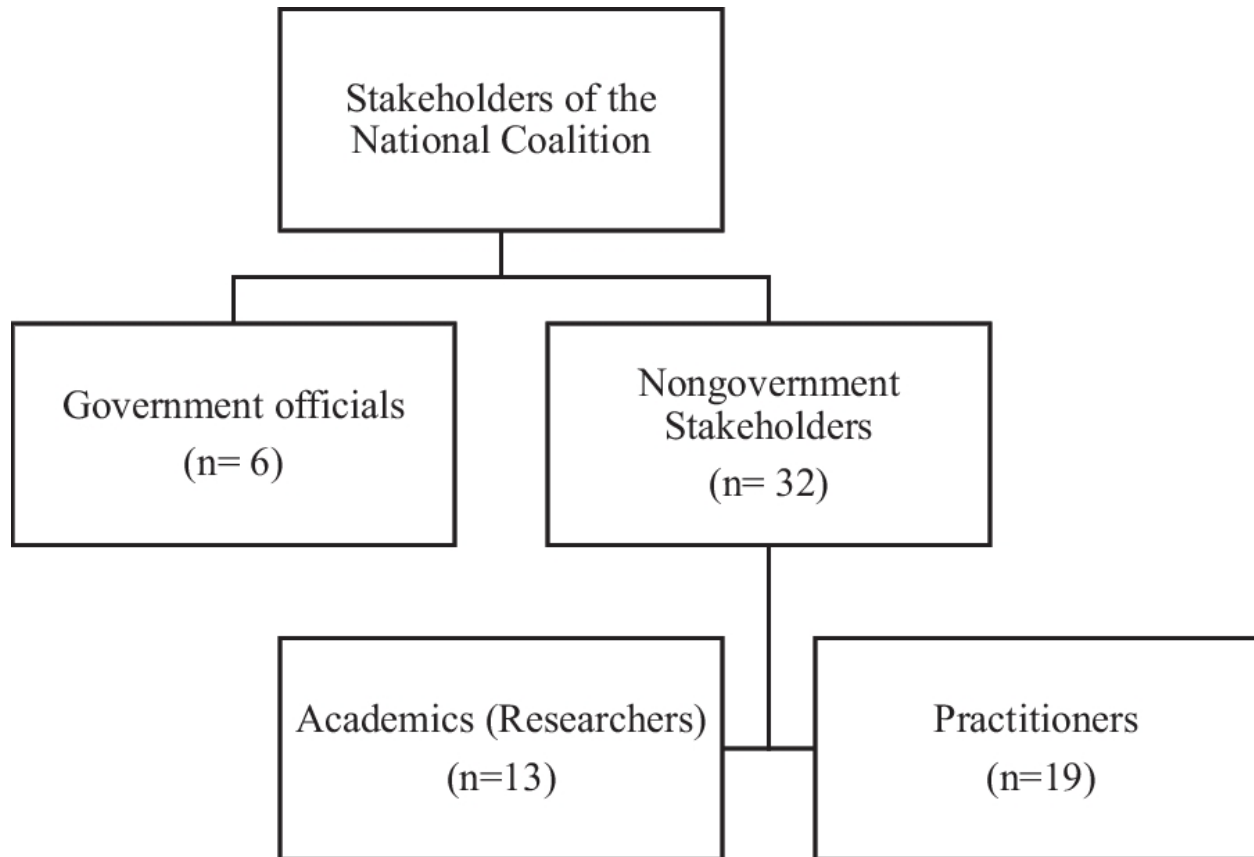 Stakeholders of the
National Coalition
Government officials
(n= 6)
Nongovernment
Stakeholders
(n= 32)
Academics (Researchers)
(n=13)
Practitioners
(n=19)